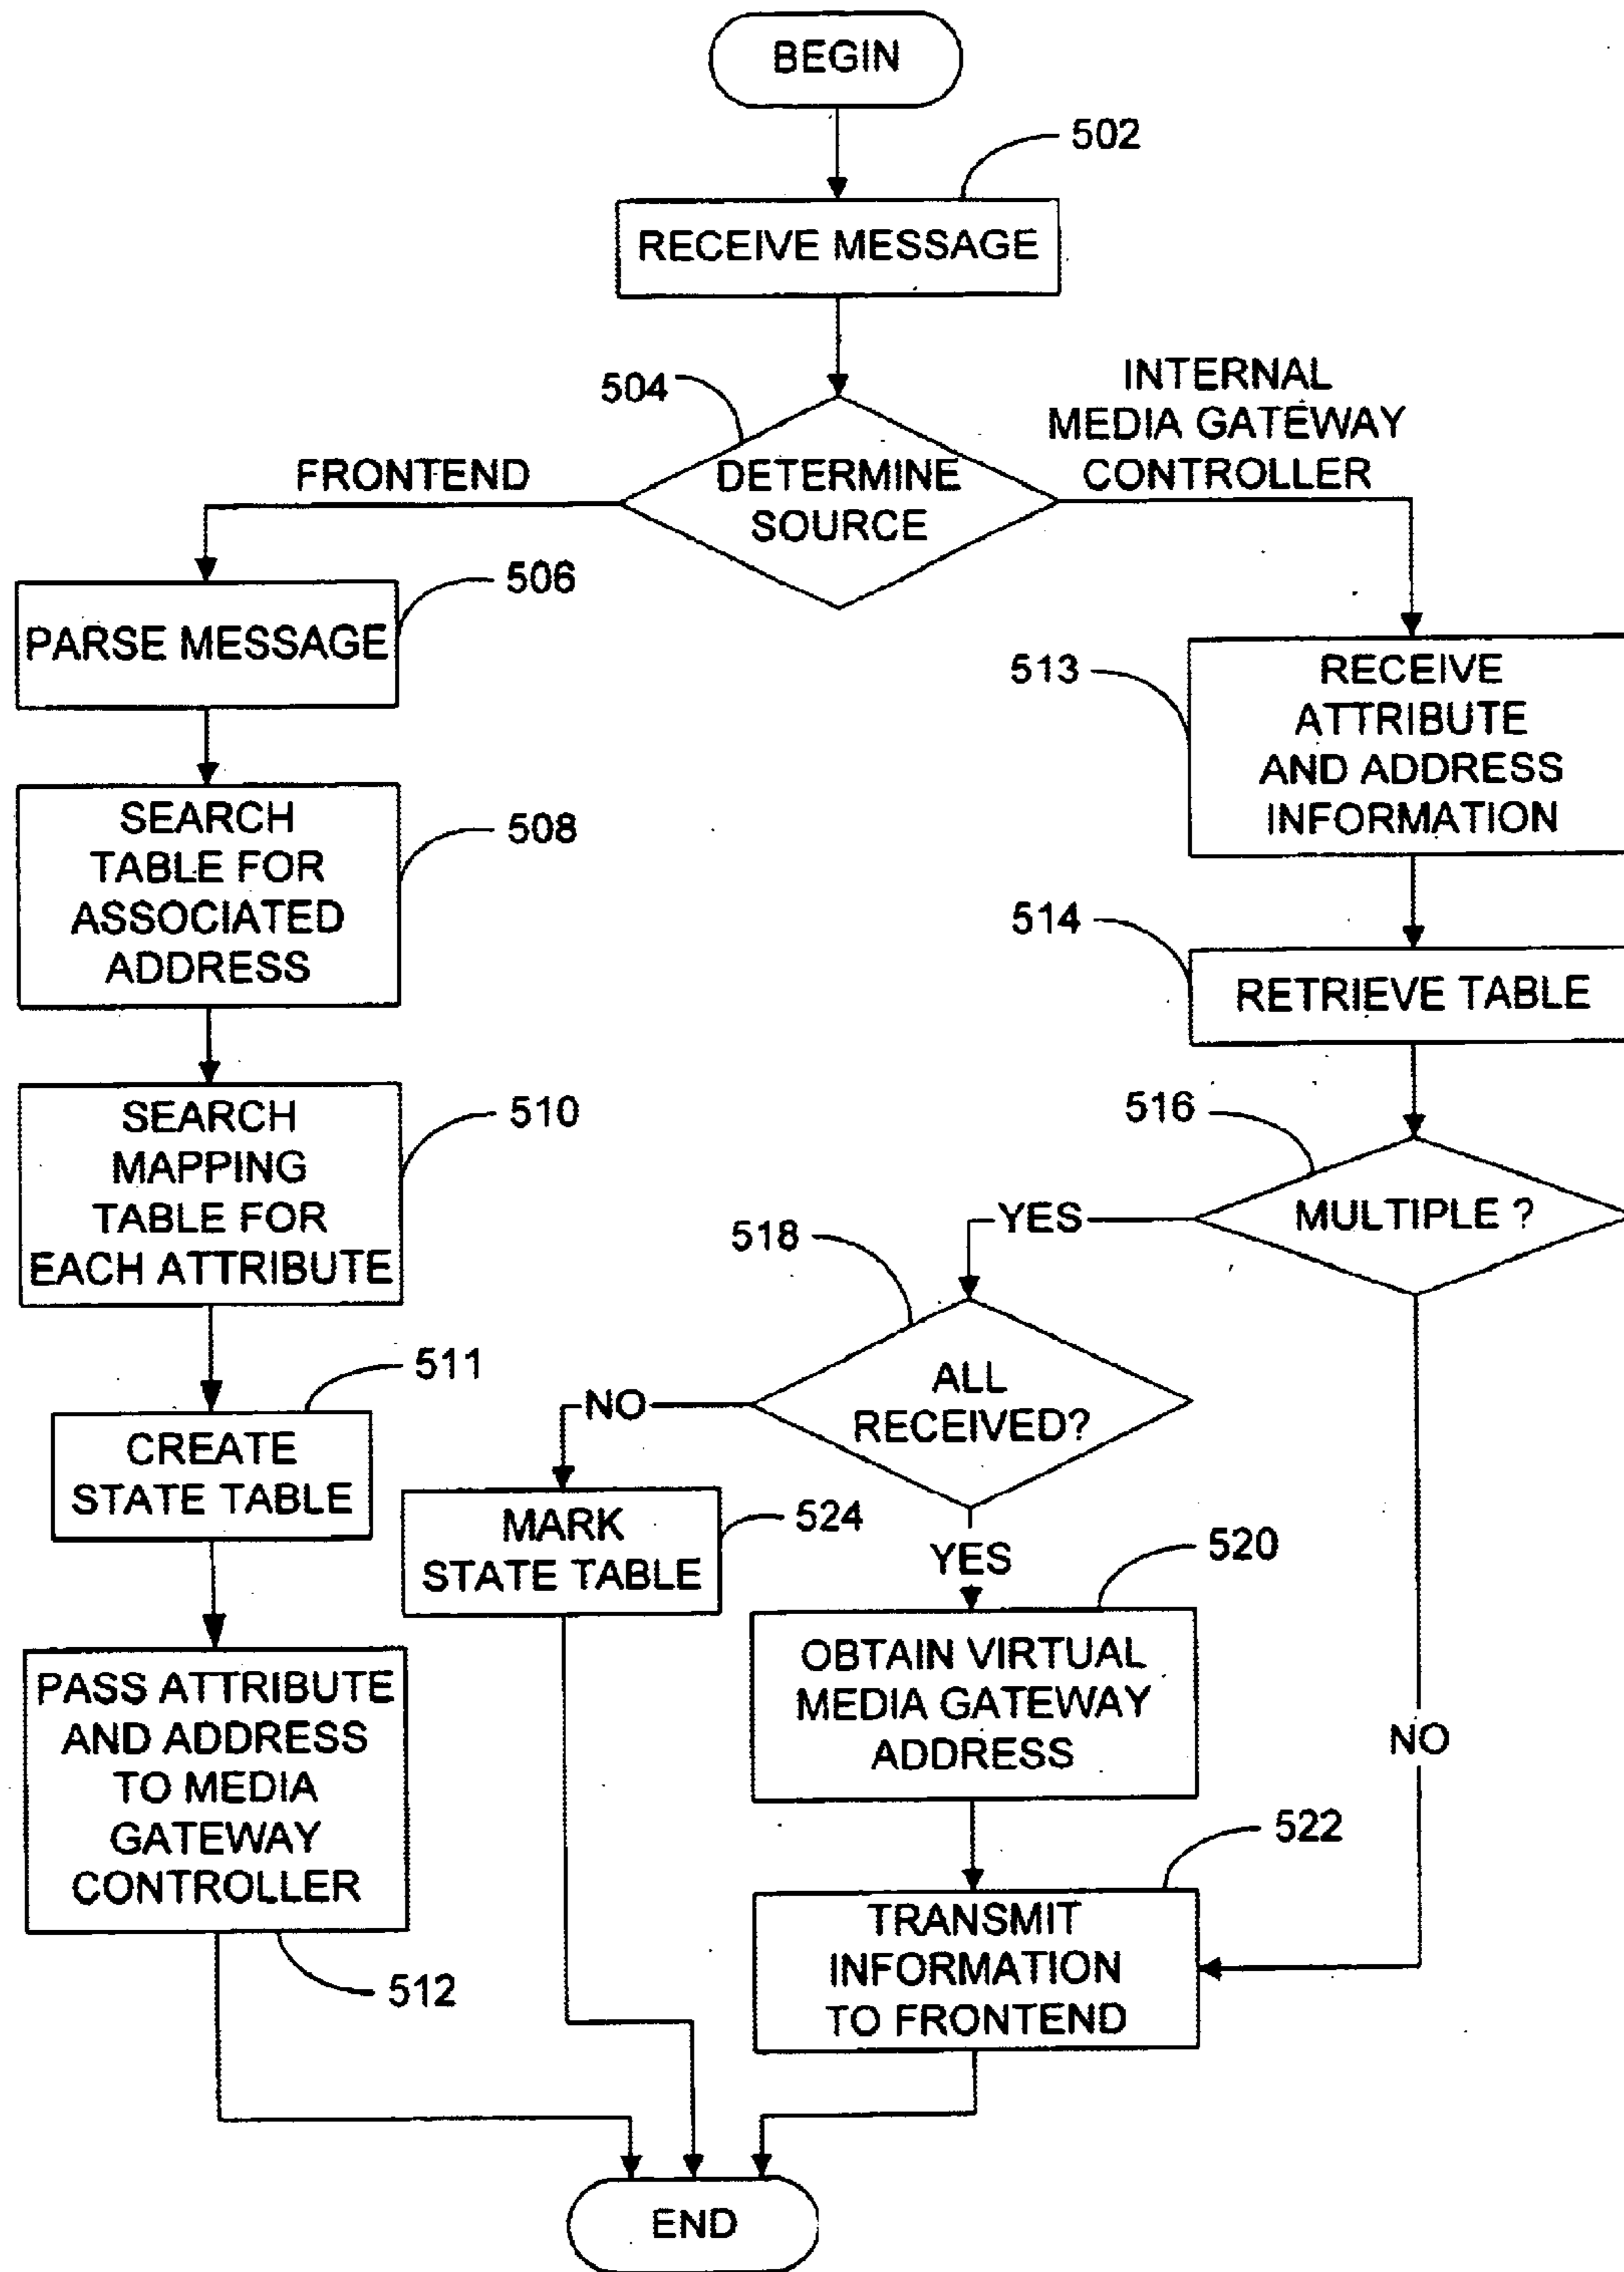 BEGIN
502
RECEIVE MESSAGE
504
DETERMINE
SOURCE
FRONTEND
INTERNAL
MEDIA GATEWAY
CONTROLLER
506
PARSE MESSAGE
508
SEARCH
TABLE FOR
ASSOCIATED
ADDRESS
510
SEARCH
MAPPING
TABLE FOR
EACH ATTRIBUTE
511
CREATE
STATE TABLE
PASS ATTRIBUTE
AND ADDRESS
TO MEDIA
GATEWAY
CONTROLLER
512
513
RECEIVE
ATTRIBUTE
AND ADDRESS
INFORMATION
514
RETRIEVE TABLE
516
MULTIPLE ?
YES
518
ALL
RECEIVED?
NO
MARK
STATE TABLE
524
YES
520
OBTAIN VIRTUAL
MEDIA GATEWAY
ADDRESS
NO
522
TRANSMIT
INFORMATION
TO FRONTEND
END